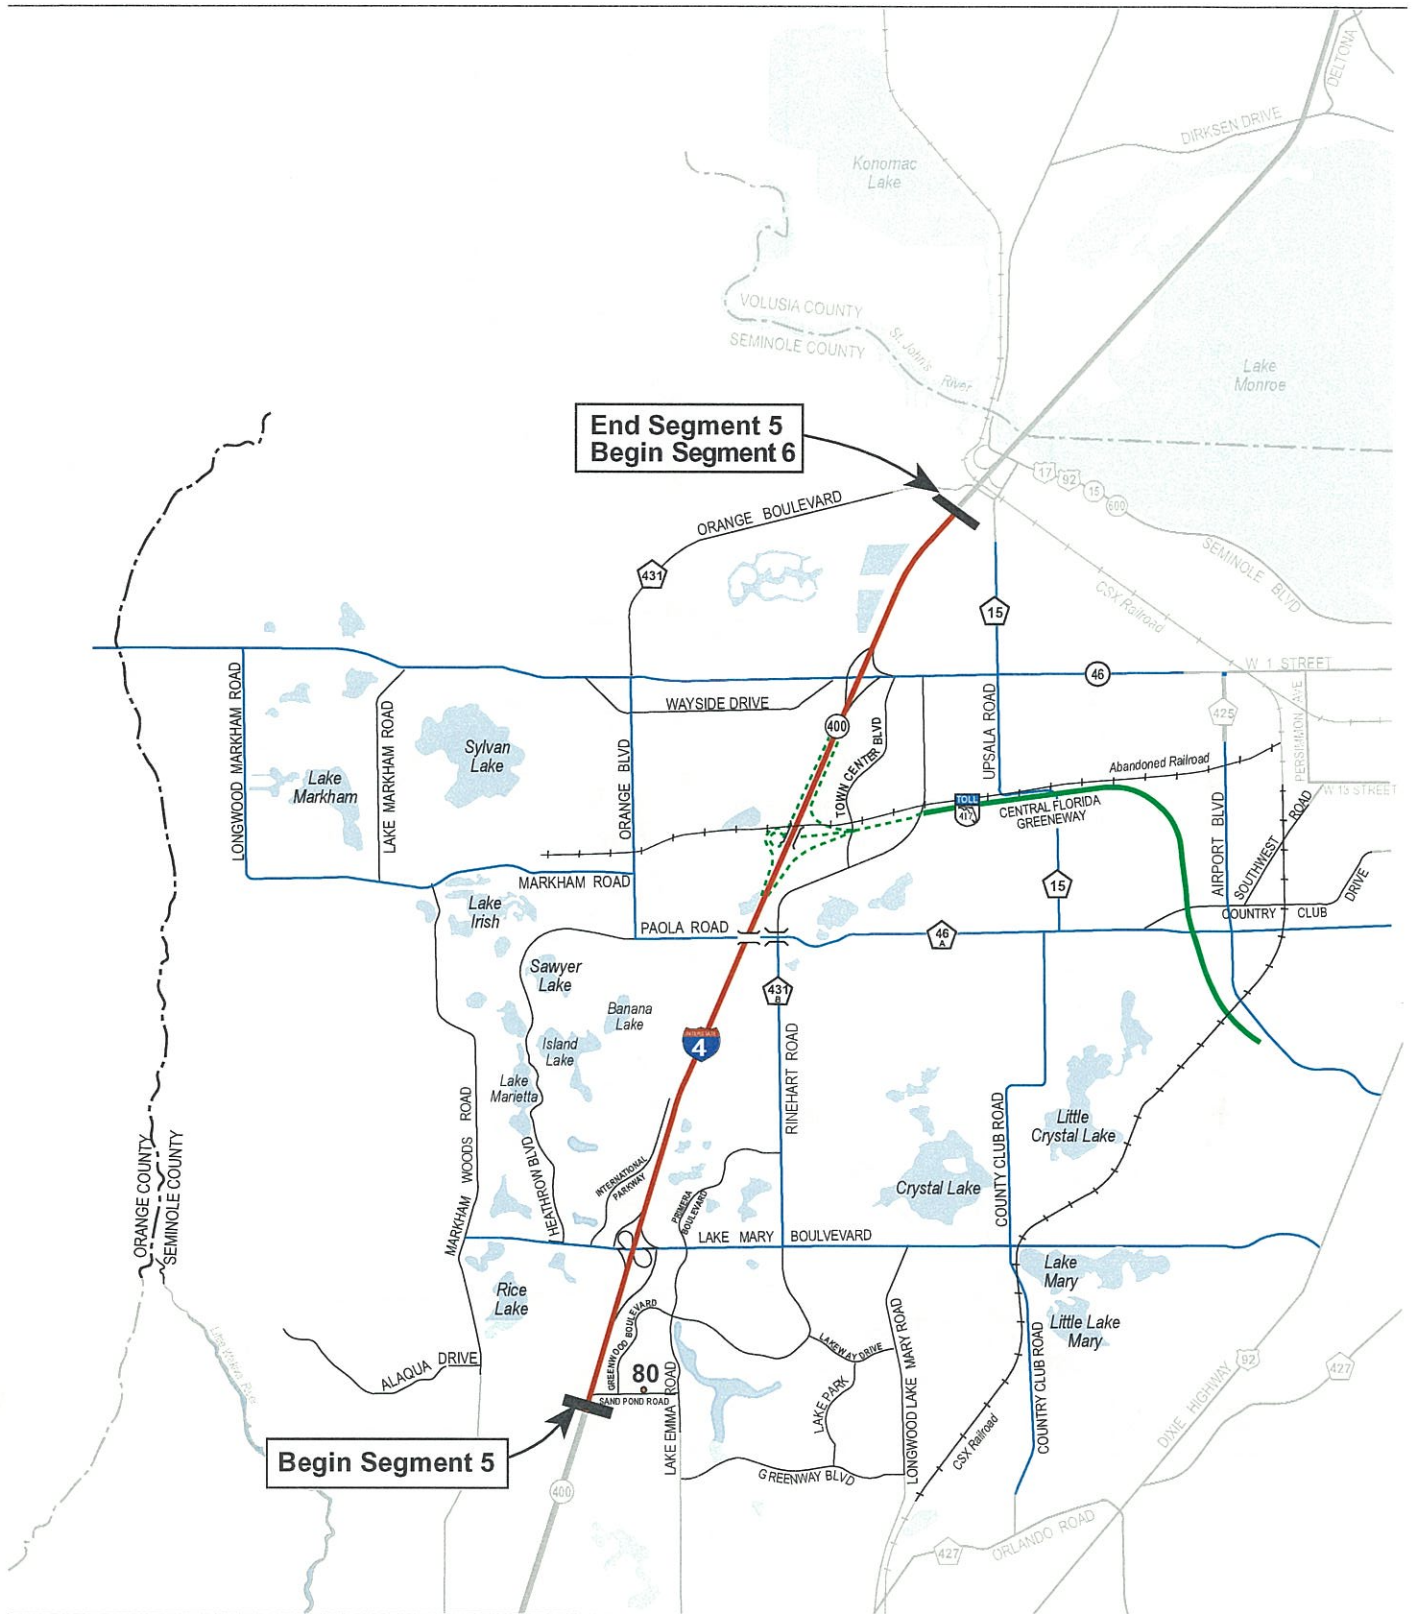 DELTONA
DIRKSEN DRIVE
Konomac
Lake
VOLUSIA COUNTY
SEMINOLE COUNTY
St. John's
River
Lake
Monroe
End Segment 5
Begin Segment 6
17
92
15
600
ORANGE BOULEVARD
431
SEMINOLE BLVD
CSX Railroad
15
W 1 STREET
46
LONGWOOD MARKHAM ROAD
LAKE MARKHAM ROAD
WAYSIDE DRIVE
400
TOWN CENTER BLVD
UPSALA ROAD
425
PERSIMMON AVE
Sylvan
Lake
Lake
Markham
ORANGE BLVD
Abandoned Railroad
TOLL
417
CENTRAL FLORIDA
GREENEWAY
W 13 STREET
AIRPORT BLVD
SOUTHWEST ROAD
MARKHAM ROAD
15
COUNTRY CLUB DRIVE
Lake
Irish
PAOLA ROAD
46
A
Sawyer
Lake
431
B
Banana
Lake
Island
Lake
4
RINEHART ROAD
Lake
Marietta
MARKHAM WOODS ROAD
HEATHROW BLVD
INTERNATIONAL
PARKWAY
PRIMERA
BOULEVARD
COUNTY CLUB ROAD
Little
Crystal Lake
Crystal Lake
ORANGE COUNTY
SEMINOLE COUNTY
LAKE MARY BOULVEVARD
Lake
Mary
Rice
Lake
Little Lake
Mary
GREENWOOD BOULEVARD
LAKEWAY DRIVE
LONGWOOD LAKE MARY ROAD
COUNTRY CLUB ROAD
ALAQUA DRIVE
80
SAND POND ROAD
LAKE EMMA ROAD
LAKE PARK
92
427
DIXIE HIGHWAY
CSX Railroad
Begin Segment 5
GREENWAY BLVD
400
427
ORLANDO ROAD